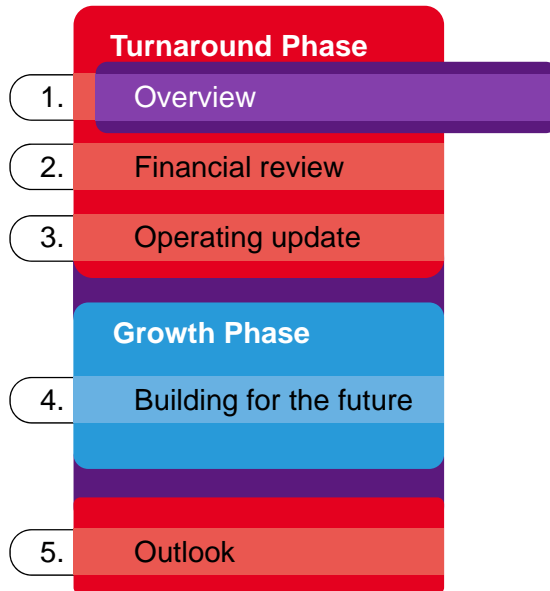 Turnaround Phase
1. Overview
2. Financial review
3. Operating update
Growth Phase
4. Building for the future
5. Outlook